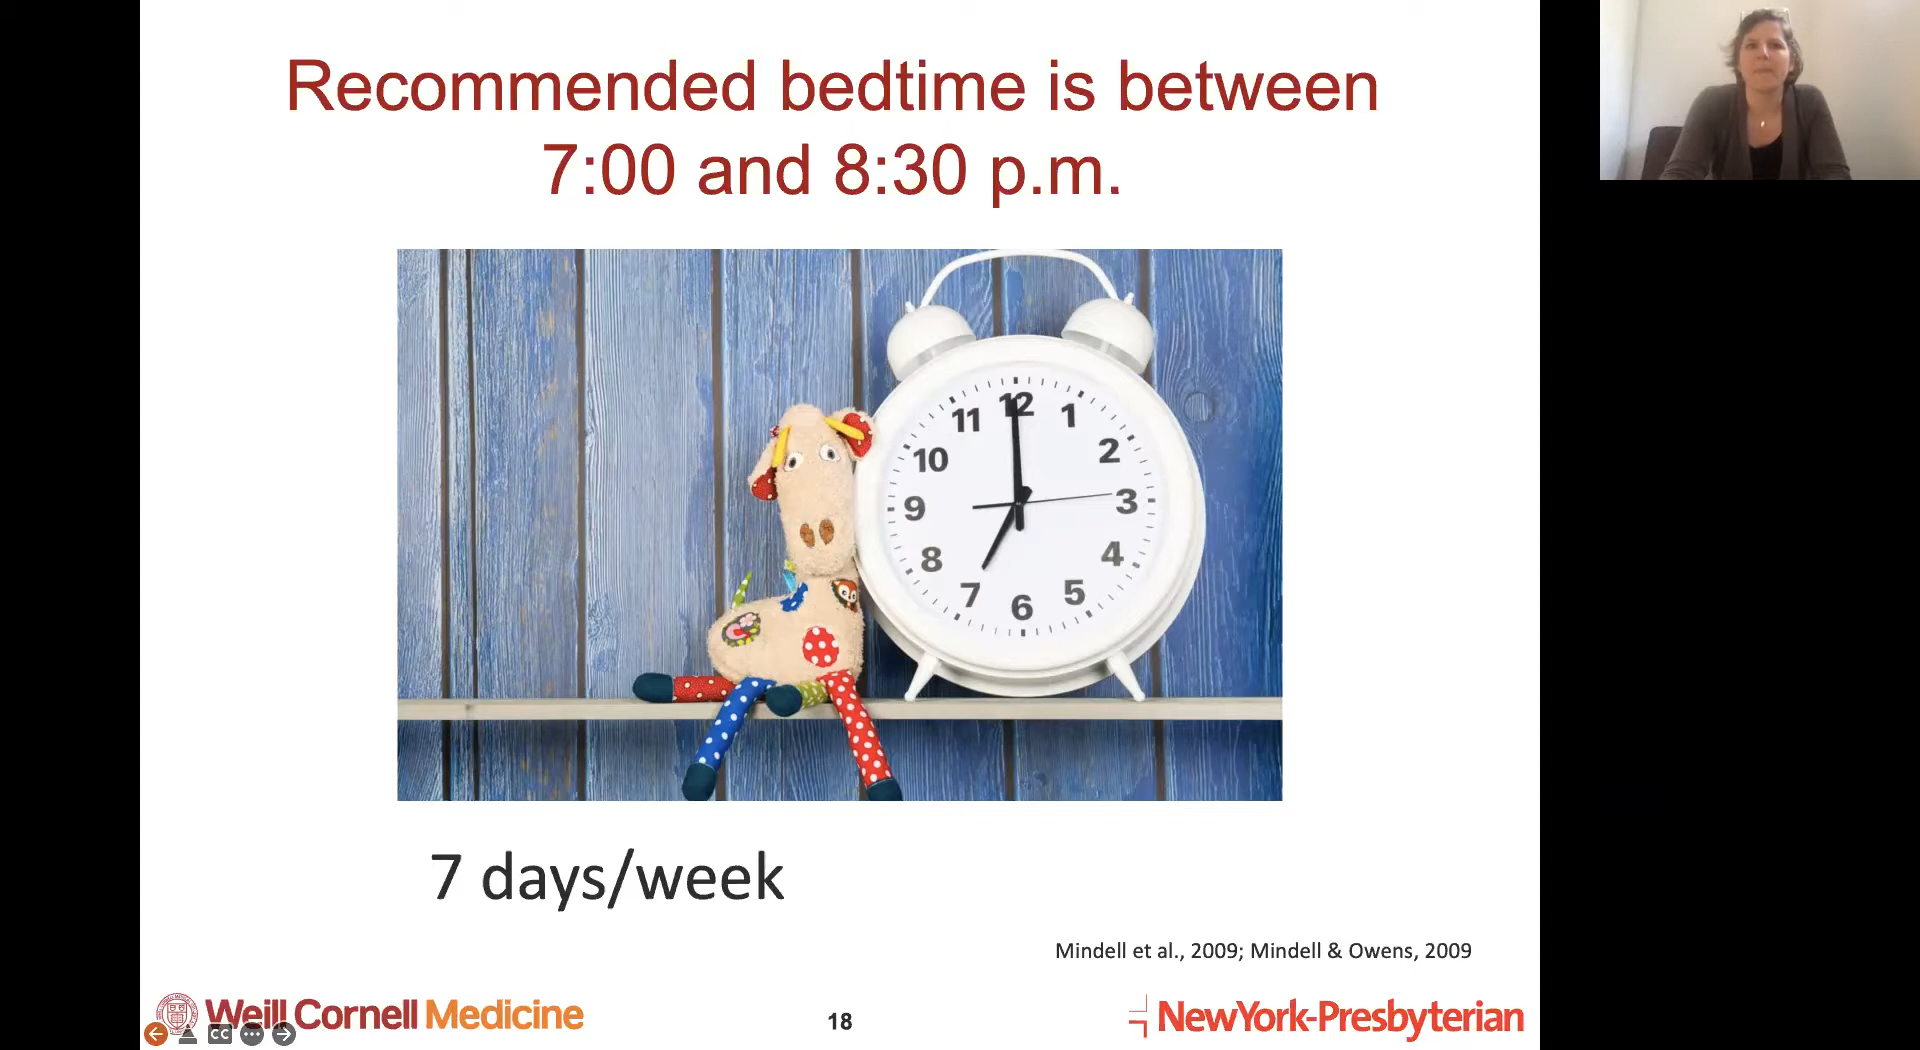 Recommended bedtime is between
7:00 and 8:30 p.m.
12
1
2
3
4
5
6
7
8
9
10
11
7 days/week
Mindell et al., 2009; Mindell & Owens, 2009
Weill Cornell Medicine
18
NewYork-Presbyterian
CC